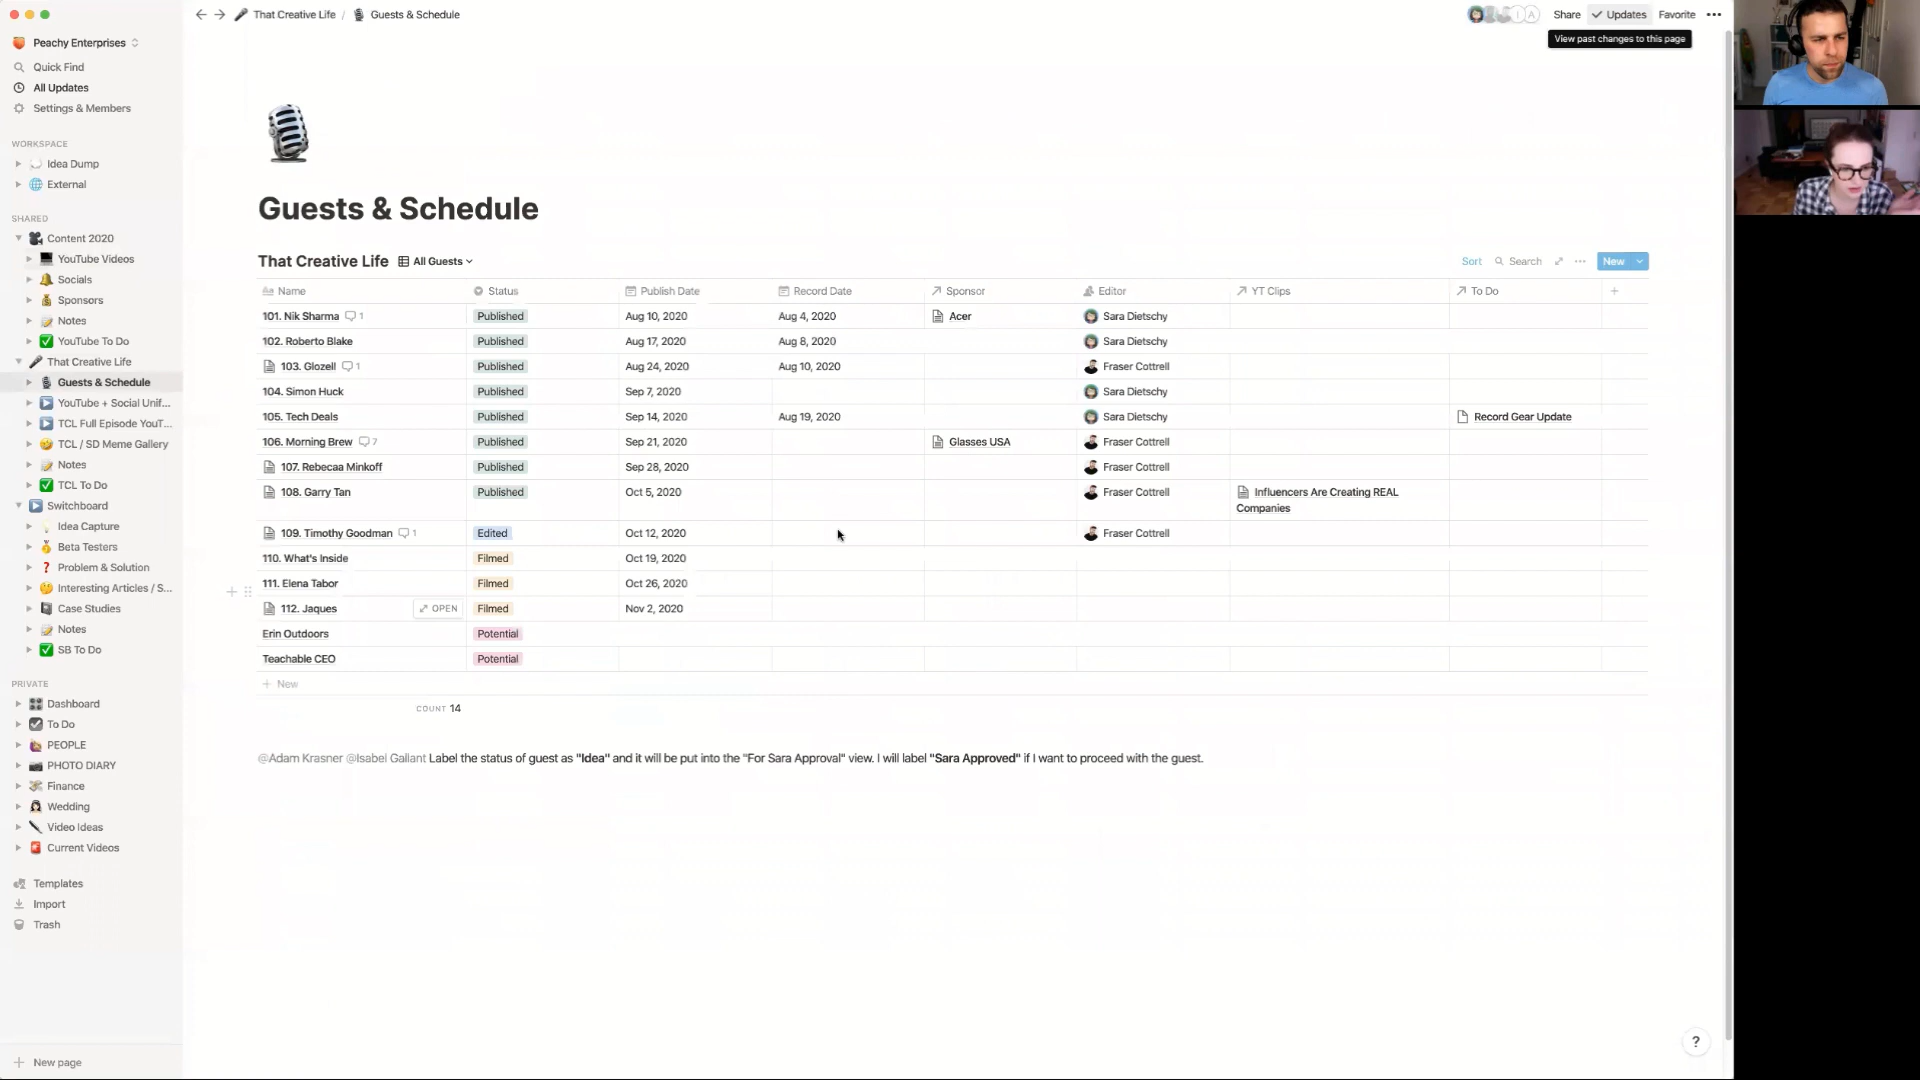 That Creative Life / Guests & Schedule
Share Updates Favorite
View past changes to this page
Peachy Enterprises
Quick Find
All Updates
Settings & Members
WORKSPACE
Idea Dump
External
SHARED
Content 2020
YouTube Videos
Socials
Sponsors
Notes
YouTube To Do
That Creative Life
Guests & Schedule
YouTube + Social Unif...
TCL Full Episode YouT...
TCL / SD Meme Gallery
Notes
TCL To Do
Switchboard
Idea Capture
Beta Testers
Problem & Solution
Interesting Articles / S...
Case Studies
Notes
SB To Do
PRIVATE
Dashboard
To Do
PEOPLE
PHOTO DIARY
Finance
Wedding
Video Ideas
Current Videos
Templates
Import
Trash
New page
Guests & Schedule
That Creative Life All Guests
Sort Search New
Name Status Publish Date Record Date Sponsor Editor YT Clips To Do
101. Nik Sharma 1 Published Aug 10, 2020 Aug 4, 2020 Acer Sara Dietschy
102. Roberto Blake Published Aug 17, 2020 Aug 8, 2020 Sara Dietschy
103. Glozell 1 Published Aug 24, 2020 Aug 10, 2020 Fraser Cottrell
104. Simon Huck Published Sep 7, 2020 Sara Dietschy
105. Tech Deals Published Sep 14, 2020 Aug 19, 2020 Sara Dietschy Record Gear Update
106. Morning Brew 7 Published Sep 21, 2020 Glasses USA Fraser Cottrell
107. Rebecaa Minkoff Published Sep 28, 2020 Fraser Cottrell
108. Garry Tan Published Oct 5, 2020 Fraser Cottrell Influencers Are Creating REAL
Companies
109. Timothy Goodman 1 Edited Oct 12, 2020 Fraser Cottrell
110. What's Inside Filmed Oct 19, 2020
111. Elena Tabor Filmed Oct 26, 2020
112. Jaques OPEN Filmed Nov 2, 2020
Erin Outdoors Potential
Teachable CEO Potential
+ New
COUNT 14
@Adam Krasner @Isabel Gallant Label the status of guest as "Idea" and it will be put into the "For Sara Approval" view. I will label "Sara Approved" if I want to proceed with the guest.
?